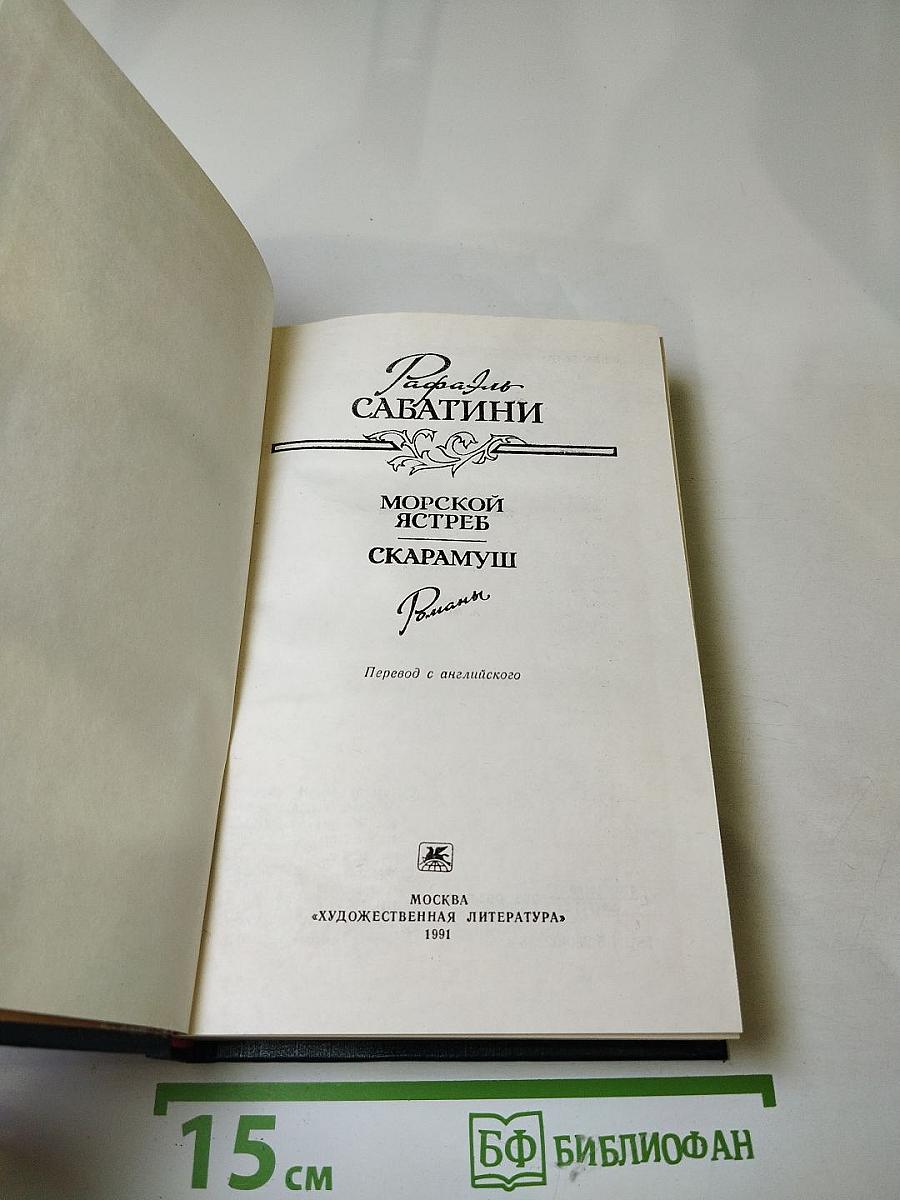 Рафаэль
САБАТИНИ
МОРСКОЙ
ЯСТРЕБ
СКАРАМУШ
Романы
Перевод с английского
МОСКВА
«ХУДОЖЕСТВЕННАЯ ЛИТЕРАТУРА»
1991
15 см
БФ БИБЛИОФАН